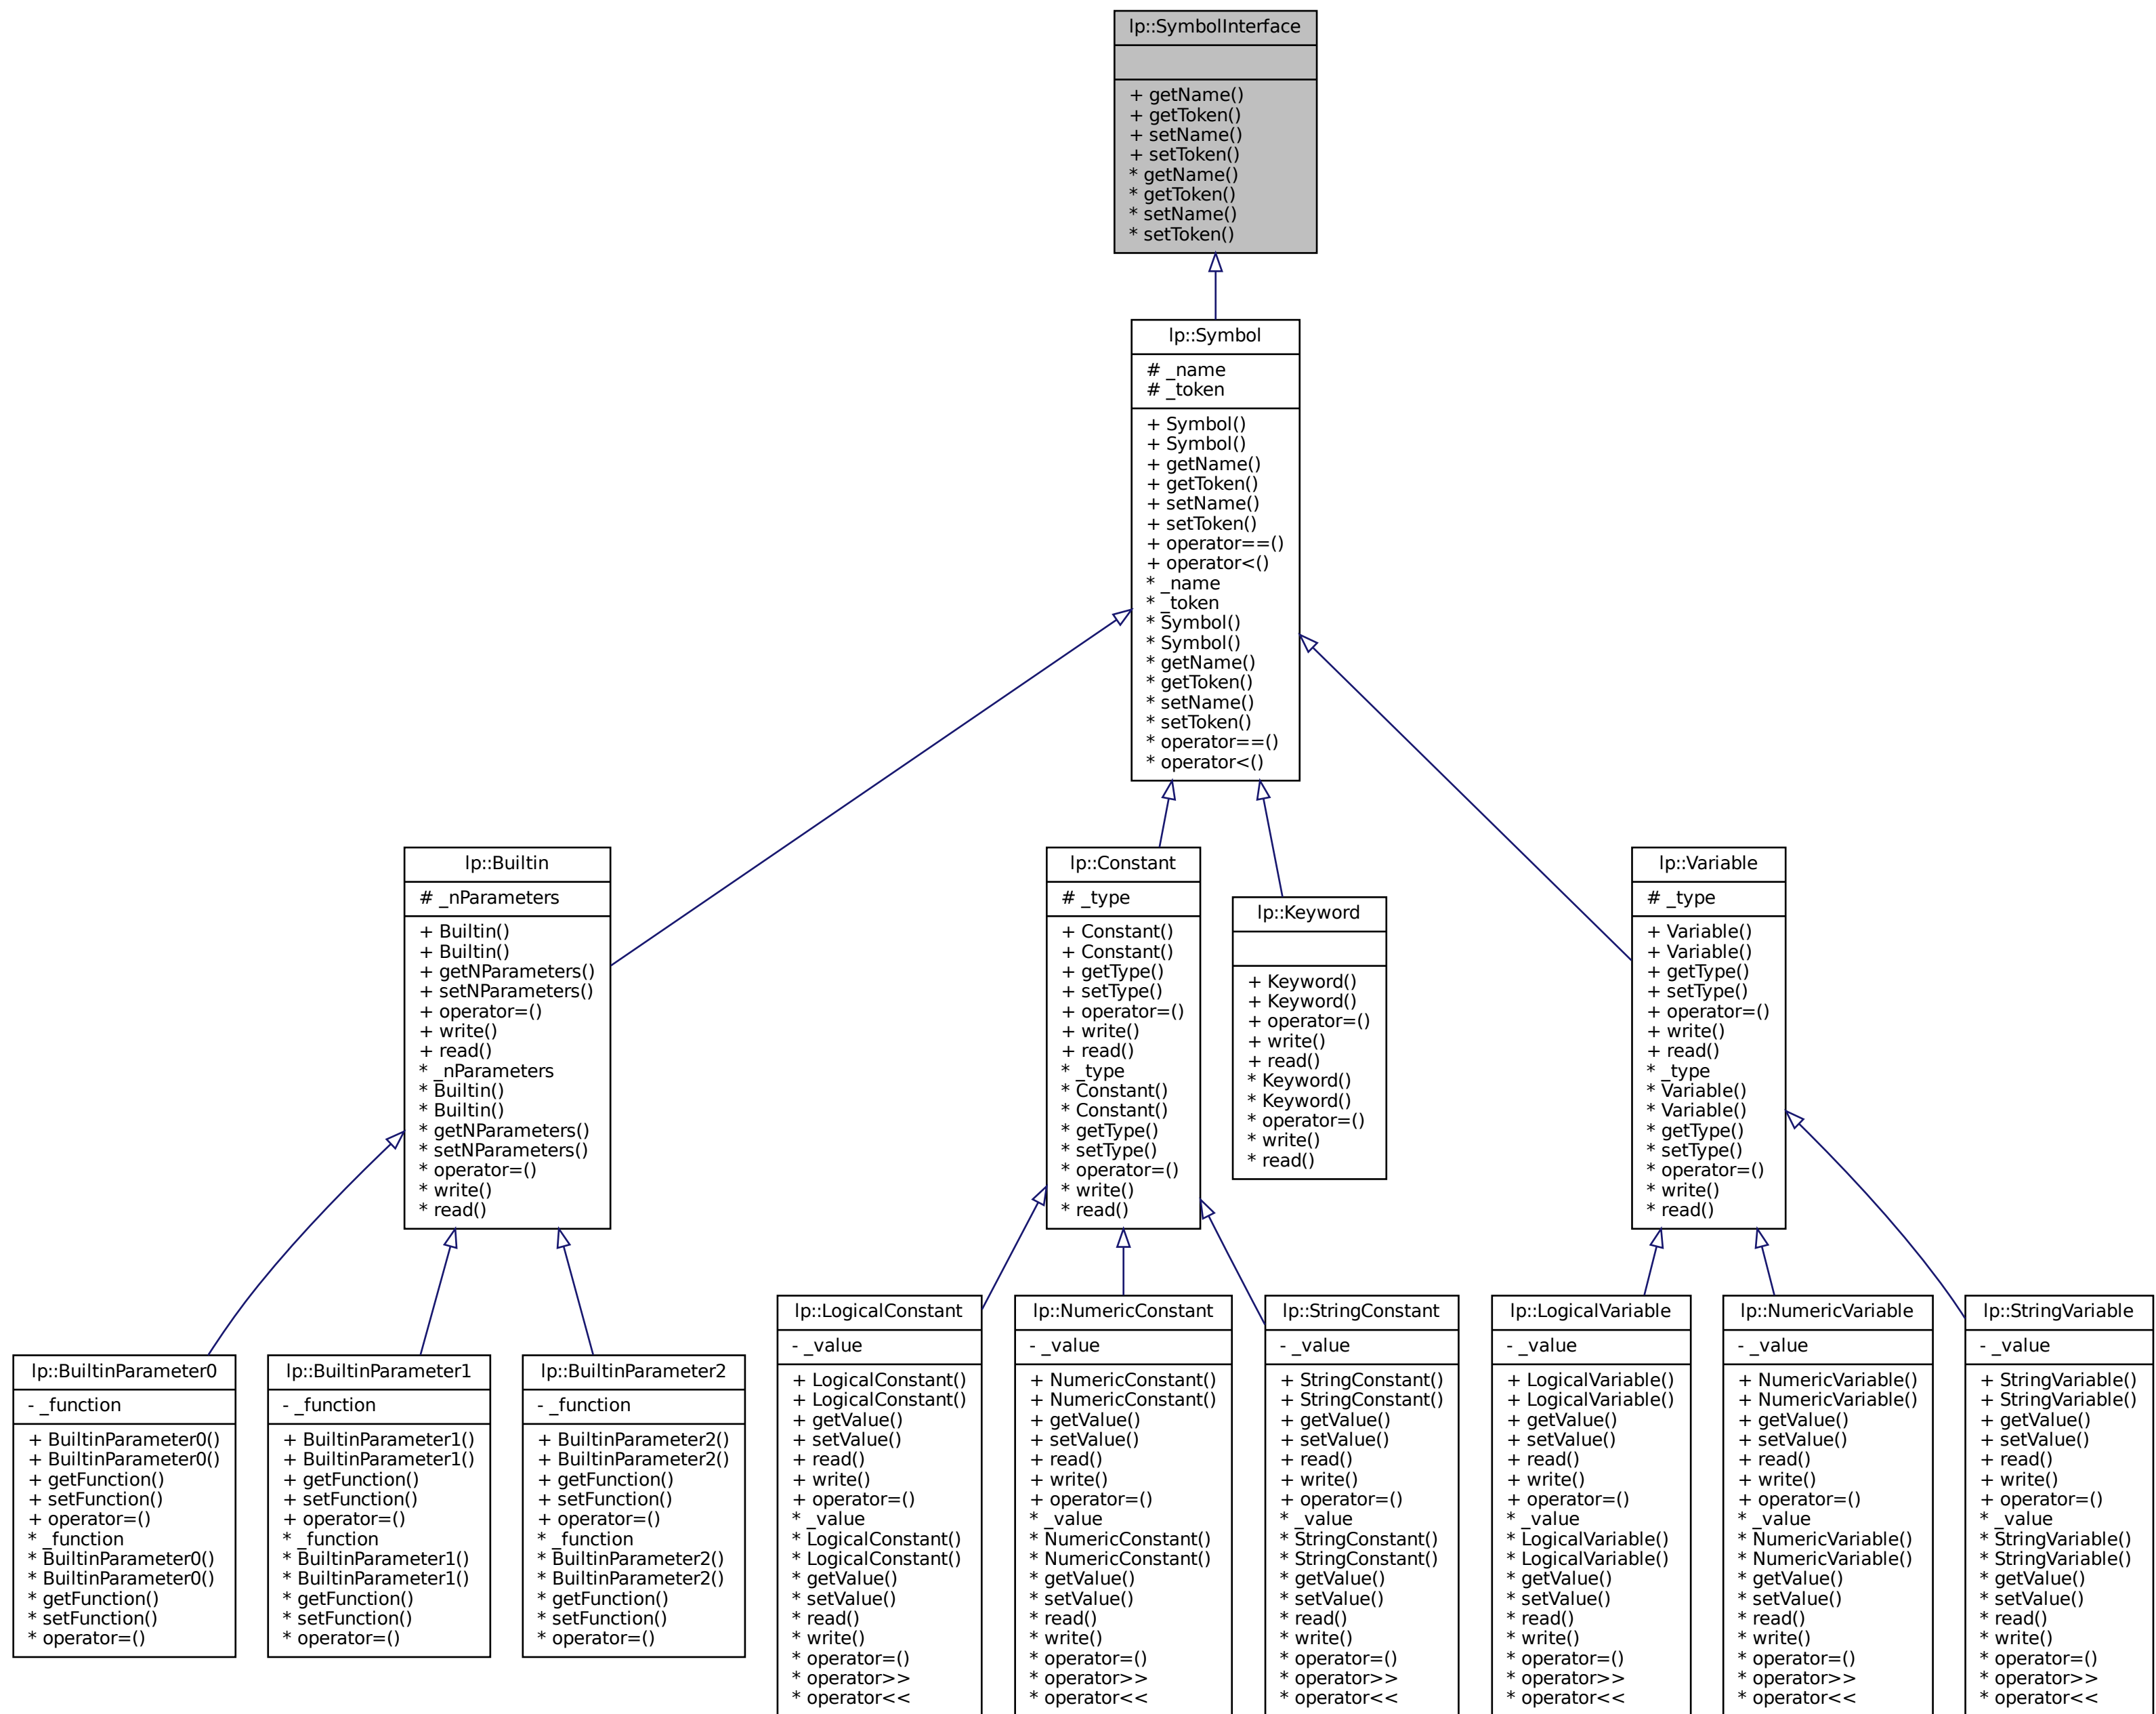 lp::SymbolInterface
+ getName()
+ getToken()
+ setName()
+ setToken()
* getName()
* getToken()
* setName()
* setToken()
lp::Symbol
# _name
# _token
+ Symbol()
+ Symbol()
+ getName()
+ getToken()
+ setName()
+ setToken()
+ operator==()
+ operator<()
* _name
* _token
* Symbol()
* Symbol()
* getName()
* getToken()
* setName()
* setToken()
* operator==()
* operator<()
lp::Builtin
# _nParameters
+ Builtin()
+ Builtin()
+ getNParameters()
+ setNParameters()
+ operator=()
+ write()
+ read()
* _nParameters
* Builtin()
* Builtin()
* getNParameters()
* setNParameters()
* operator=()
* write()
* read()
lp::Constant
# _type
+ Constant()
+ Constant()
+ getType()
+ setType()
+ operator=()
+ write()
+ read()
* _type
* Constant()
* Constant()
* getType()
* setType()
* operator=()
* write()
* read()
lp::Keyword
+ Keyword()
+ Keyword()
+ operator=()
+ write()
+ read()
* Keyword()
* Keyword()
* operator=()
* write()
* read()
lp::Variable
# _type
+ Variable()
+ Variable()
+ getType()
+ setType()
+ operator=()
+ write()
+ read()
* _type
* Variable()
* Variable()
* getType()
* setType()
* operator=()
* write()
* read()
lp::BuiltinParameter0
- _function
+ BuiltinParameter0()
+ BuiltinParameter0()
+ getFunction()
+ setFunction()
+ operator=()
* _function
* BuiltinParameter0()
* BuiltinParameter0()
* getFunction()
* setFunction()
* operator=()
lp::BuiltinParameter1
- _function
+ BuiltinParameter1()
+ BuiltinParameter1()
+ getFunction()
+ setFunction()
+ operator=()
* _function
* BuiltinParameter1()
* BuiltinParameter1()
* getFunction()
* setFunction()
* operator=()
lp::BuiltinParameter2
- _function
+ BuiltinParameter2()
+ BuiltinParameter2()
+ getFunction()
+ setFunction()
+ operator=()
* _function
* BuiltinParameter2()
* BuiltinParameter2()
* getFunction()
* setFunction()
* operator=()
lp::LogicalConstant
- _value
+ LogicalConstant()
+ LogicalConstant()
+ getValue()
+ setValue()
+ read()
+ write()
+ operator=()
* _value
* LogicalConstant()
* LogicalConstant()
* getValue()
* setValue()
* read()
* write()
* operator=()
* operator>>
* operator<<
lp::NumericConstant
- _value
+ NumericConstant()
+ NumericConstant()
+ getValue()
+ setValue()
+ read()
+ write()
+ operator=()
* _value
* NumericConstant()
* NumericConstant()
* getValue()
* setValue()
* read()
* write()
* operator=()
* operator>>
* operator<<
lp::StringConstant
- _value
+ StringConstant()
+ StringConstant()
+ getValue()
+ setValue()
+ read()
+ write()
+ operator=()
* _value
* StringConstant()
* StringConstant()
* getValue()
* setValue()
* read()
* write()
* operator=()
* operator>>
* operator<<
lp::LogicalVariable
- _value
+ LogicalVariable()
+ LogicalVariable()
+ getValue()
+ setValue()
+ read()
+ write()
+ operator=()
* _value
* LogicalVariable()
* LogicalVariable()
* getValue()
* setValue()
* read()
* write()
* operator=()
* operator>>
* operator<<
lp::NumericVariable
- _value
+ NumericVariable()
+ NumericVariable()
+ getValue()
+ setValue()
+ read()
+ write()
+ operator=()
* _value
* NumericVariable()
* NumericVariable()
* getValue()
* setValue()
* read()
* write()
* operator=()
* operator>>
* operator<<
lp::StringVariable
- _value
+ StringVariable()
+ StringVariable()
+ getValue()
+ setValue()
+ read()
+ write()
+ operator=()
* _value
* StringVariable()
* StringVariable()
* getValue()
* setValue()
* read()
* write()
* operator=()
* operator>>
* operator<<